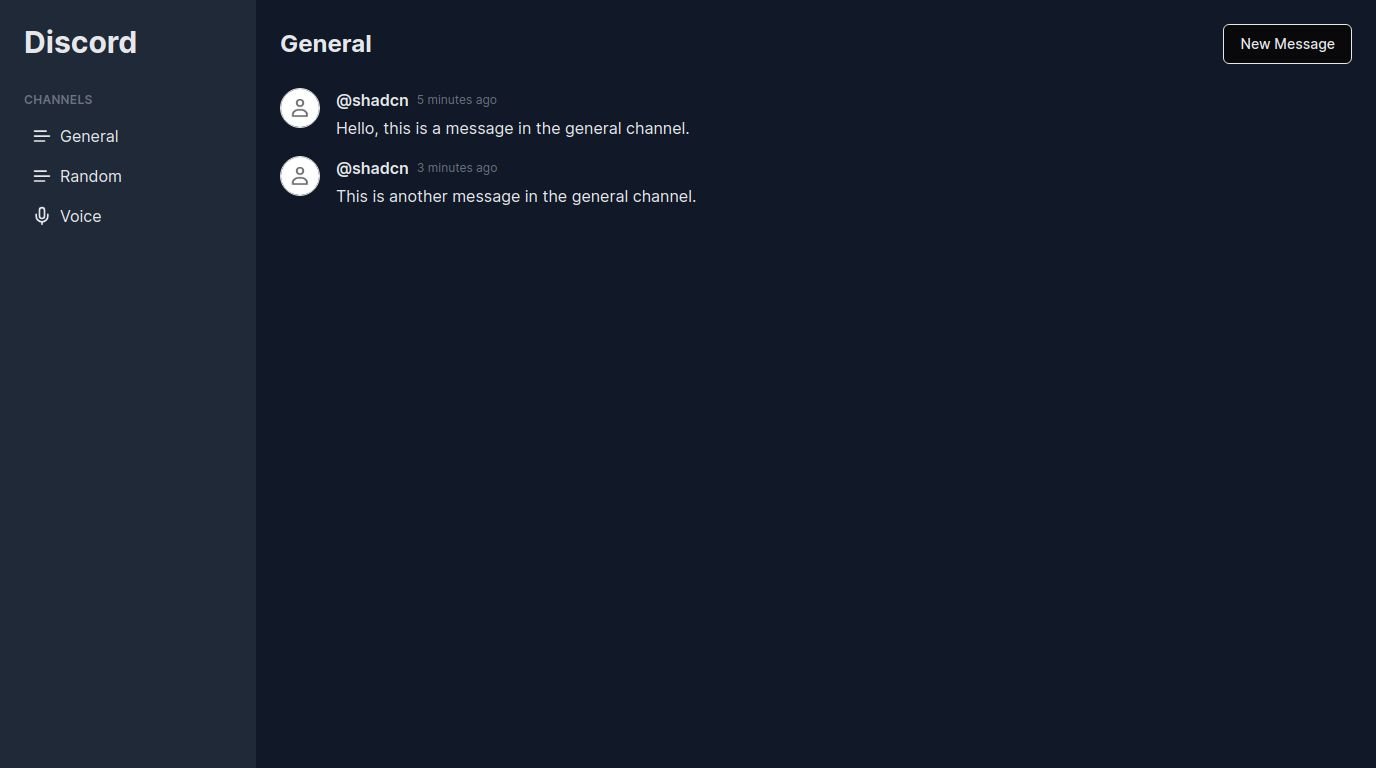 Discord
CHANNELS
General
Random
Voice
General
New Message
@shadcn 5 minutes ago
Hello, this is a message in the general channel.
@shadcn 3 minutes ago
This is another message in the general channel.